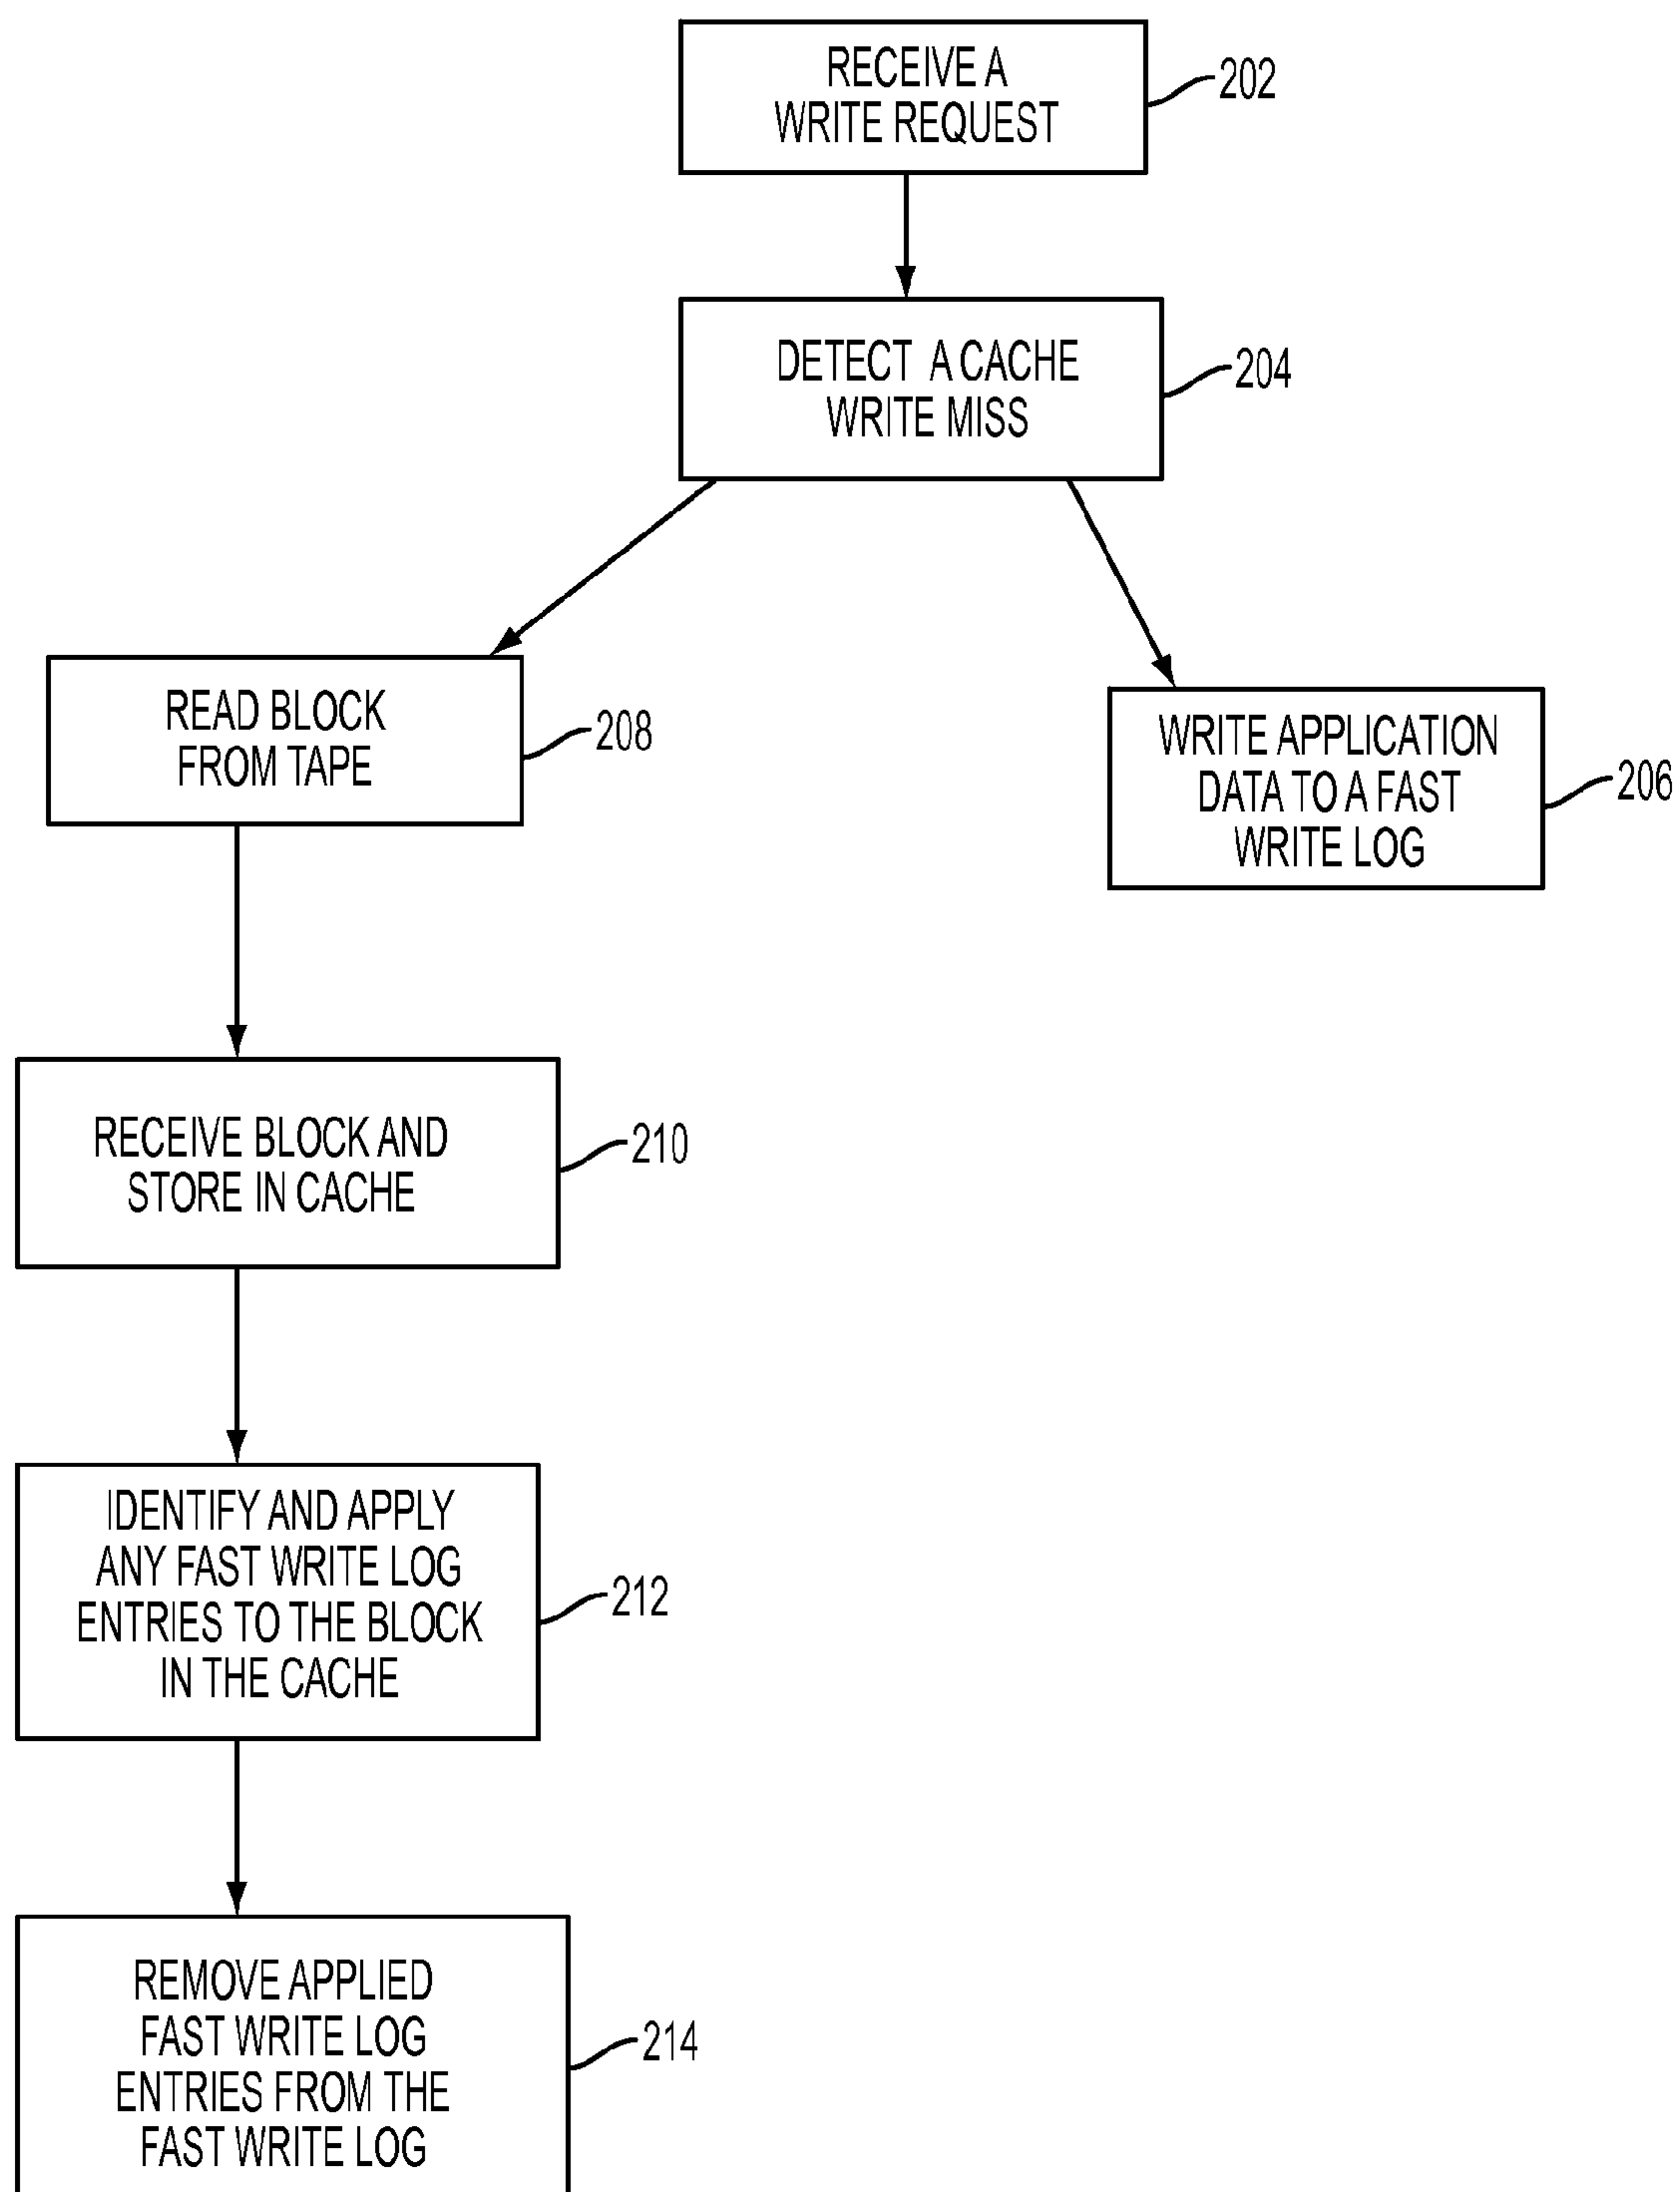 RECEIVE A
WRITE REQUEST
202
DETECT A CACHE
WRITE MISS
204
READ BLOCK
FROM TAPE
208
WRITE APPLICATION
DATA TO A FAST
WRITE LOG
206
RECEIVE BLOCK AND
STORE IN CACHE
210
IDENTIFY AND APPLY
ANY FAST WRITE LOG
ENTRIES TO THE BLOCK
IN THE CACHE
212
REMOVE APPLIED
FAST WRITE LOG
ENTRIES FROM THE
FAST WRITE LOG
214